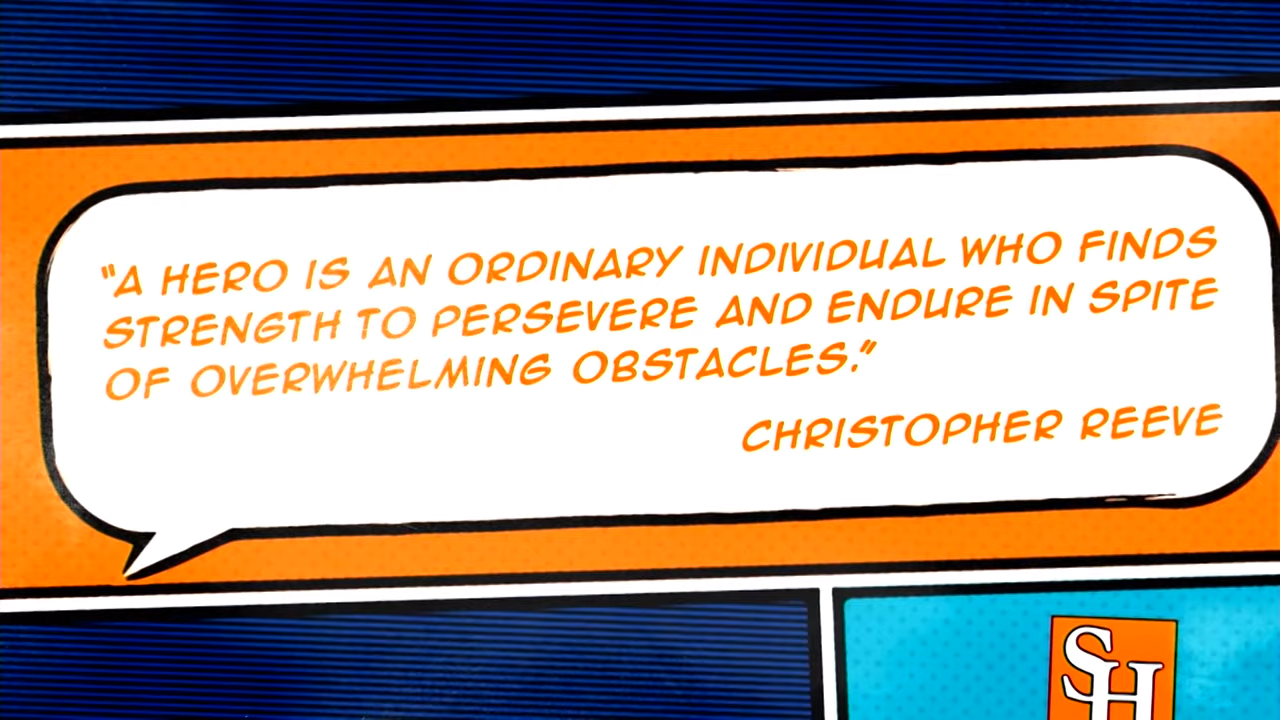 "A HERO IS AN ORDINARY INDIVIDUAL WHO FINDS
STRENGTH TO PERSEVERE AND ENDURE IN SPITE
OF OVERWHELMING OBSTACLES."
CHRISTOPHER REEVE
SH